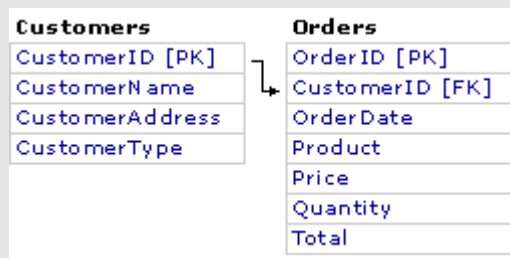 Customers
CustomerID [PK]
CustomerName
CustomerAddress
CustomerType
Orders
OrderID [PK]
CustomerID [FK]
OrderDate
Product
Price
Quantity
Total